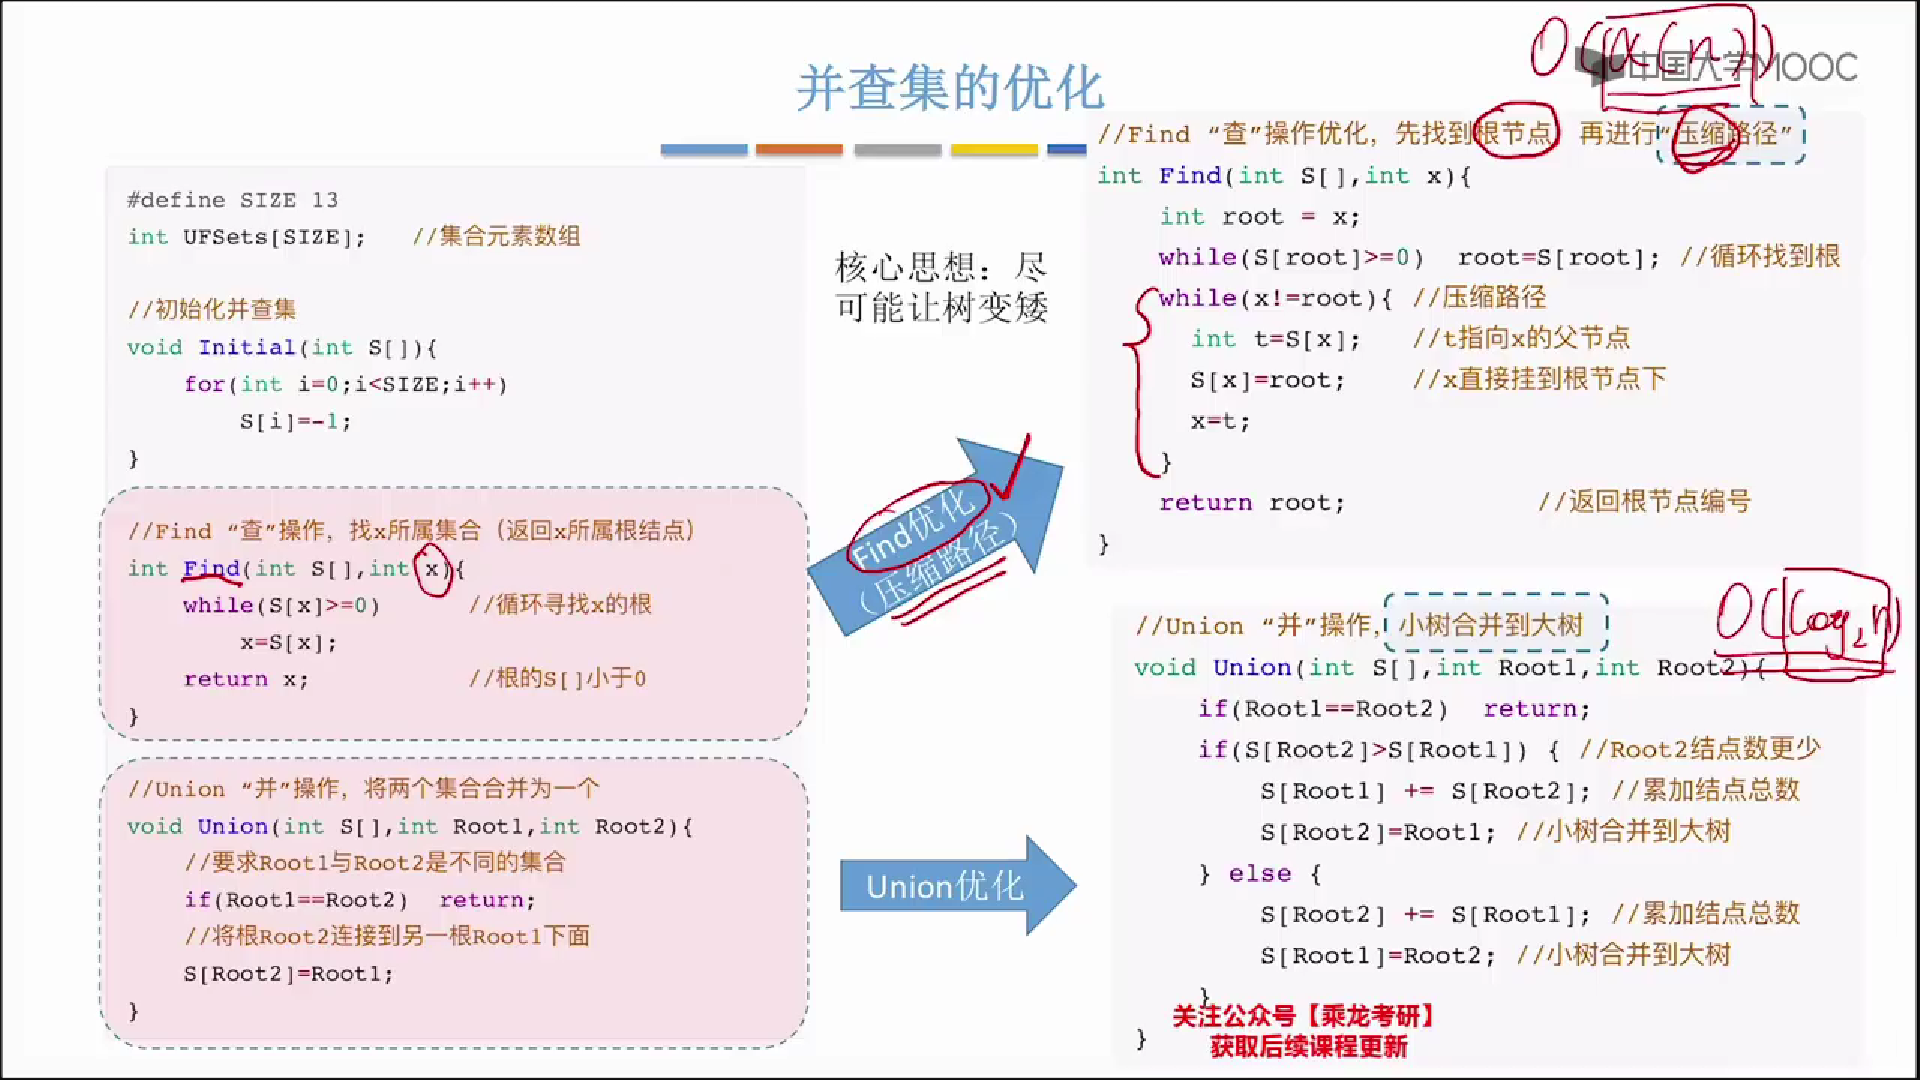 并查集的优化
中国大学MOOC
O(α(n))
#define SIZE 13
int UFSets[SIZE];   //集合元素数组
//初始化并查集
void Initial(int S[]){
    for(int i=0;i<SIZE;i++)
        S[i]=-1;
}
//Find “查”操作，找x所属集合（返回x所属根结点）
int Find(int S[],int x){
    while(S[x]>=0)     //循环寻找x的根
        x=S[x];
    return x;     //根的S[]小于0
}
//Union “并”操作，将两个集合合并为一个
void Union(int S[],int Root1,int Root2){
    //要求Root1与Root2是不同的集合
    if(Root1==Root2)  return;
    //将根Root2连接到另一根Root1下面
    S[Root2]=Root1;
}
核心思想：尽
可能让树变矮
Find优化
（压缩路径）
Union优化
//Find “查”操作优化，先找到根节点，再进行“压缩路径”
int Find(int S[],int x){
    int root = x;
    while(S[root]>=0)  root=S[root]; //循环找到根
    while(x!=root){ //压缩路径
      int t=S[x];   //t指向x的父节点
      S[x]=root;    //x直接挂到根节点下
      x=t;
    }
    return root;     //返回根节点编号
}
O(log₂n)
//Union “并”操作，小树合并到大树
void Union(int S[],int Root1,int Root2){
    if(Root1==Root2)  return;
    if(S[Root2]>S[Root1]) { //Root2结点数更少
        S[Root1] += S[Root2]; //累加结点总数
        S[Root2]=Root1; //小树合并到大树
    } else {
        S[Root2] += S[Root1]; //累加结点总数
        S[Root1]=Root2; //小树合并到大树
    }
}
关注公众号【乘龙考研】
获取后续课程更新